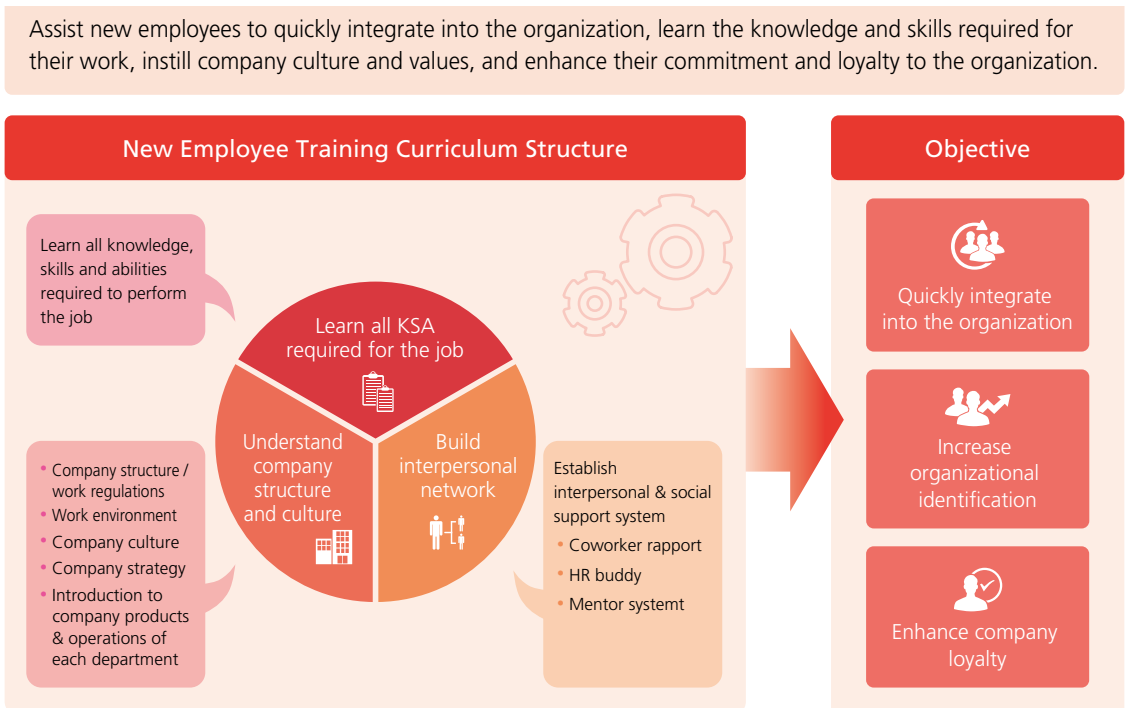 Assist new employees to quickly integrate into the organization, learn the knowledge and skills required for
their work, instill company culture and values, and enhance their commitment and loyalty to the organization.
New Employee Training Curriculum Structure
Learn all knowledge,
skills and abilities
required to perform
the job
Learn all KSA
required for the job
Understand
company
structure
and culture
Build
interpersonal
network
• Company structure /
work regulations
• Work environment
• Company culture
• Company strategy
• Introduction to
company products
& operations of
each department
Establish
interpersonal & social
support system
• Coworker rapport
• HR buddy
• Mentor systemt
Objective
Quickly integrate
into the organization
Increase
organizational
identification
Enhance company
loyalty